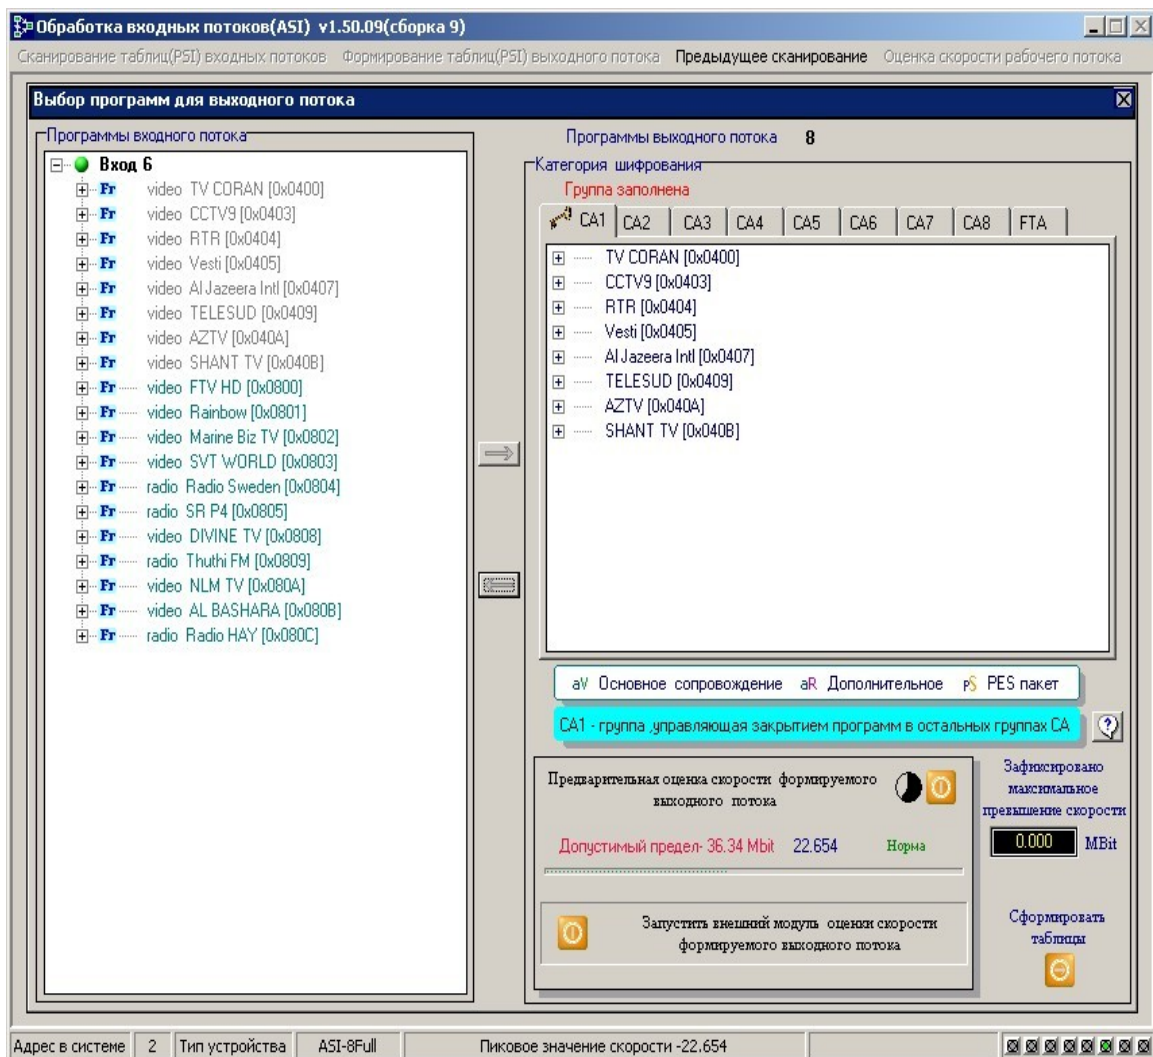 Обработка входных потоков(ASI) v1.50.09(сборка 9)
Сканирование таблиц(PSI) входных потоков Формирование таблиц(PSI) выходного потока Предыдущее сканирование Оценка скорости рабочего потока
Выбор программ для выходного потока
Программы входного потока
Вход 6
Fr video TV CORAN [0x0400]
Fr video CCTV9 [0x0403]
Fr video RTR [0x0404]
Fr video Vesti [0x0405]
Fr video Al Jazeera Intl [0x0407]
Fr video TELESUD [0x0409]
Fr video AZTV [0x040A]
Fr video SHANT TV [0x040B]
Fr video FTV HD [0x0800]
Fr video Rainbow [0x0801]
Fr video Marine Biz TV [0x0802]
Fr video SVT WORLD [0x0803]
Fr radio Radio Sweden [0x0804]
Fr radio SR P4 [0x0805]
Fr video DIVINE TV [0x0808]
Fr radio Thuthi FM [0x0809]
Fr video NLM TV [0x080A]
Fr video AL BASHARA [0x080B]
Fr radio Radio HAY [0x080C]
Программы выходного потока 8
Категория шифрования
Группа заполнена
CA1 CA2 CA3 CA4 CA5 CA6 CA7 CA8 FTA
TV CORAN [0x0400]
CCTV9 [0x0403]
RTR [0x0404]
Vesti [0x0405]
Al Jazeera Intl [0x0407]
TELESUD [0x0409]
AZTV [0x040A]
SHANT TV [0x040B]
aV Основное сопровождение aR Дополнительное pS PES пакет
CA1 - группа ,управляющая закрытием программ в остальных группах CA
Предварительная оценка скорости формируемого
выходного потока
Допустимый предел- 36.34 Mbit 22.654 Норма
Запустить внешний модуль оценки скорости
формируемого выходного потока
Зафиксировано
максимальное
превышение скорости
0.000 MBit
Сформировать
таблицы
Адрес в системе 2 Тип устройства ASI-8Full Пиковое значение скорости -22.654